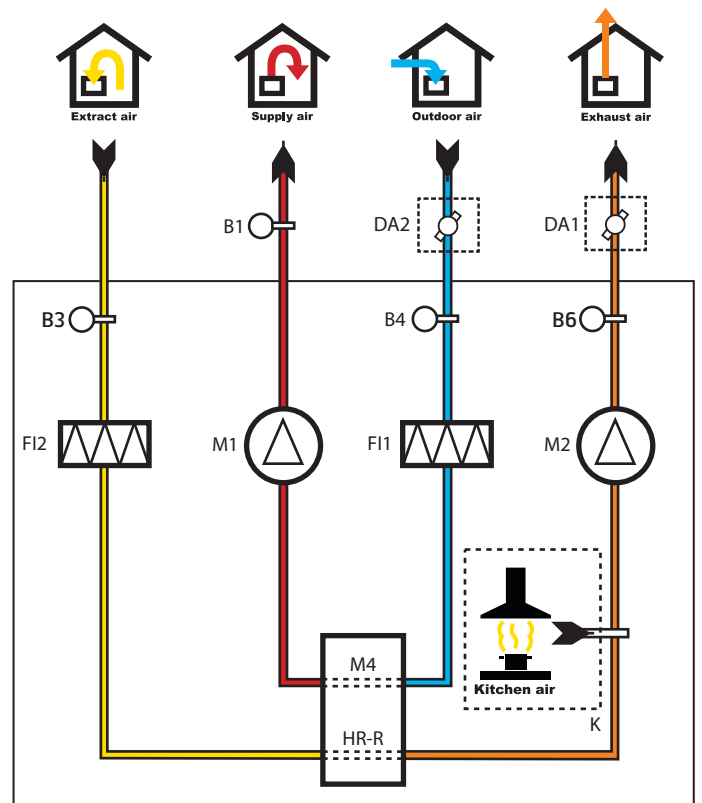 Extract air
Supply air
Outdoor air
Exhaust air
B1
DA2
DA1
B3
B4
B6
FI2
M1
FI1
M2
M4
Kitchen air
K
HR-R